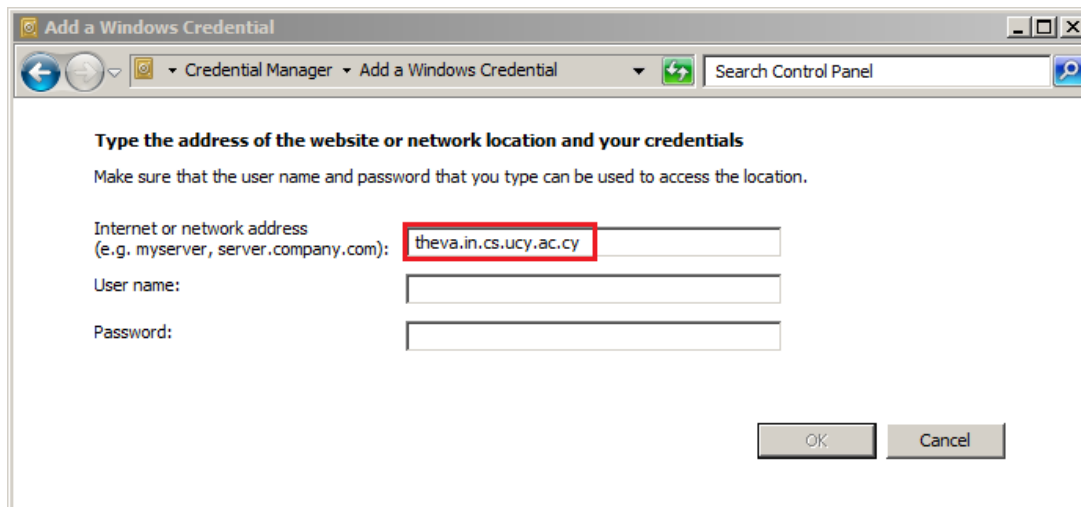 Add a Windows Credential
Credential Manager Add a Windows Credential Search Control Panel
Type the address of the website or network location and your credentials
Make sure that the user name and password that you type can be used to access the location.
Internet or network address
(e.g. myserver, server.company.com): theva.in.cs.ucy.ac.cy
User name:
Password:
OK Cancel